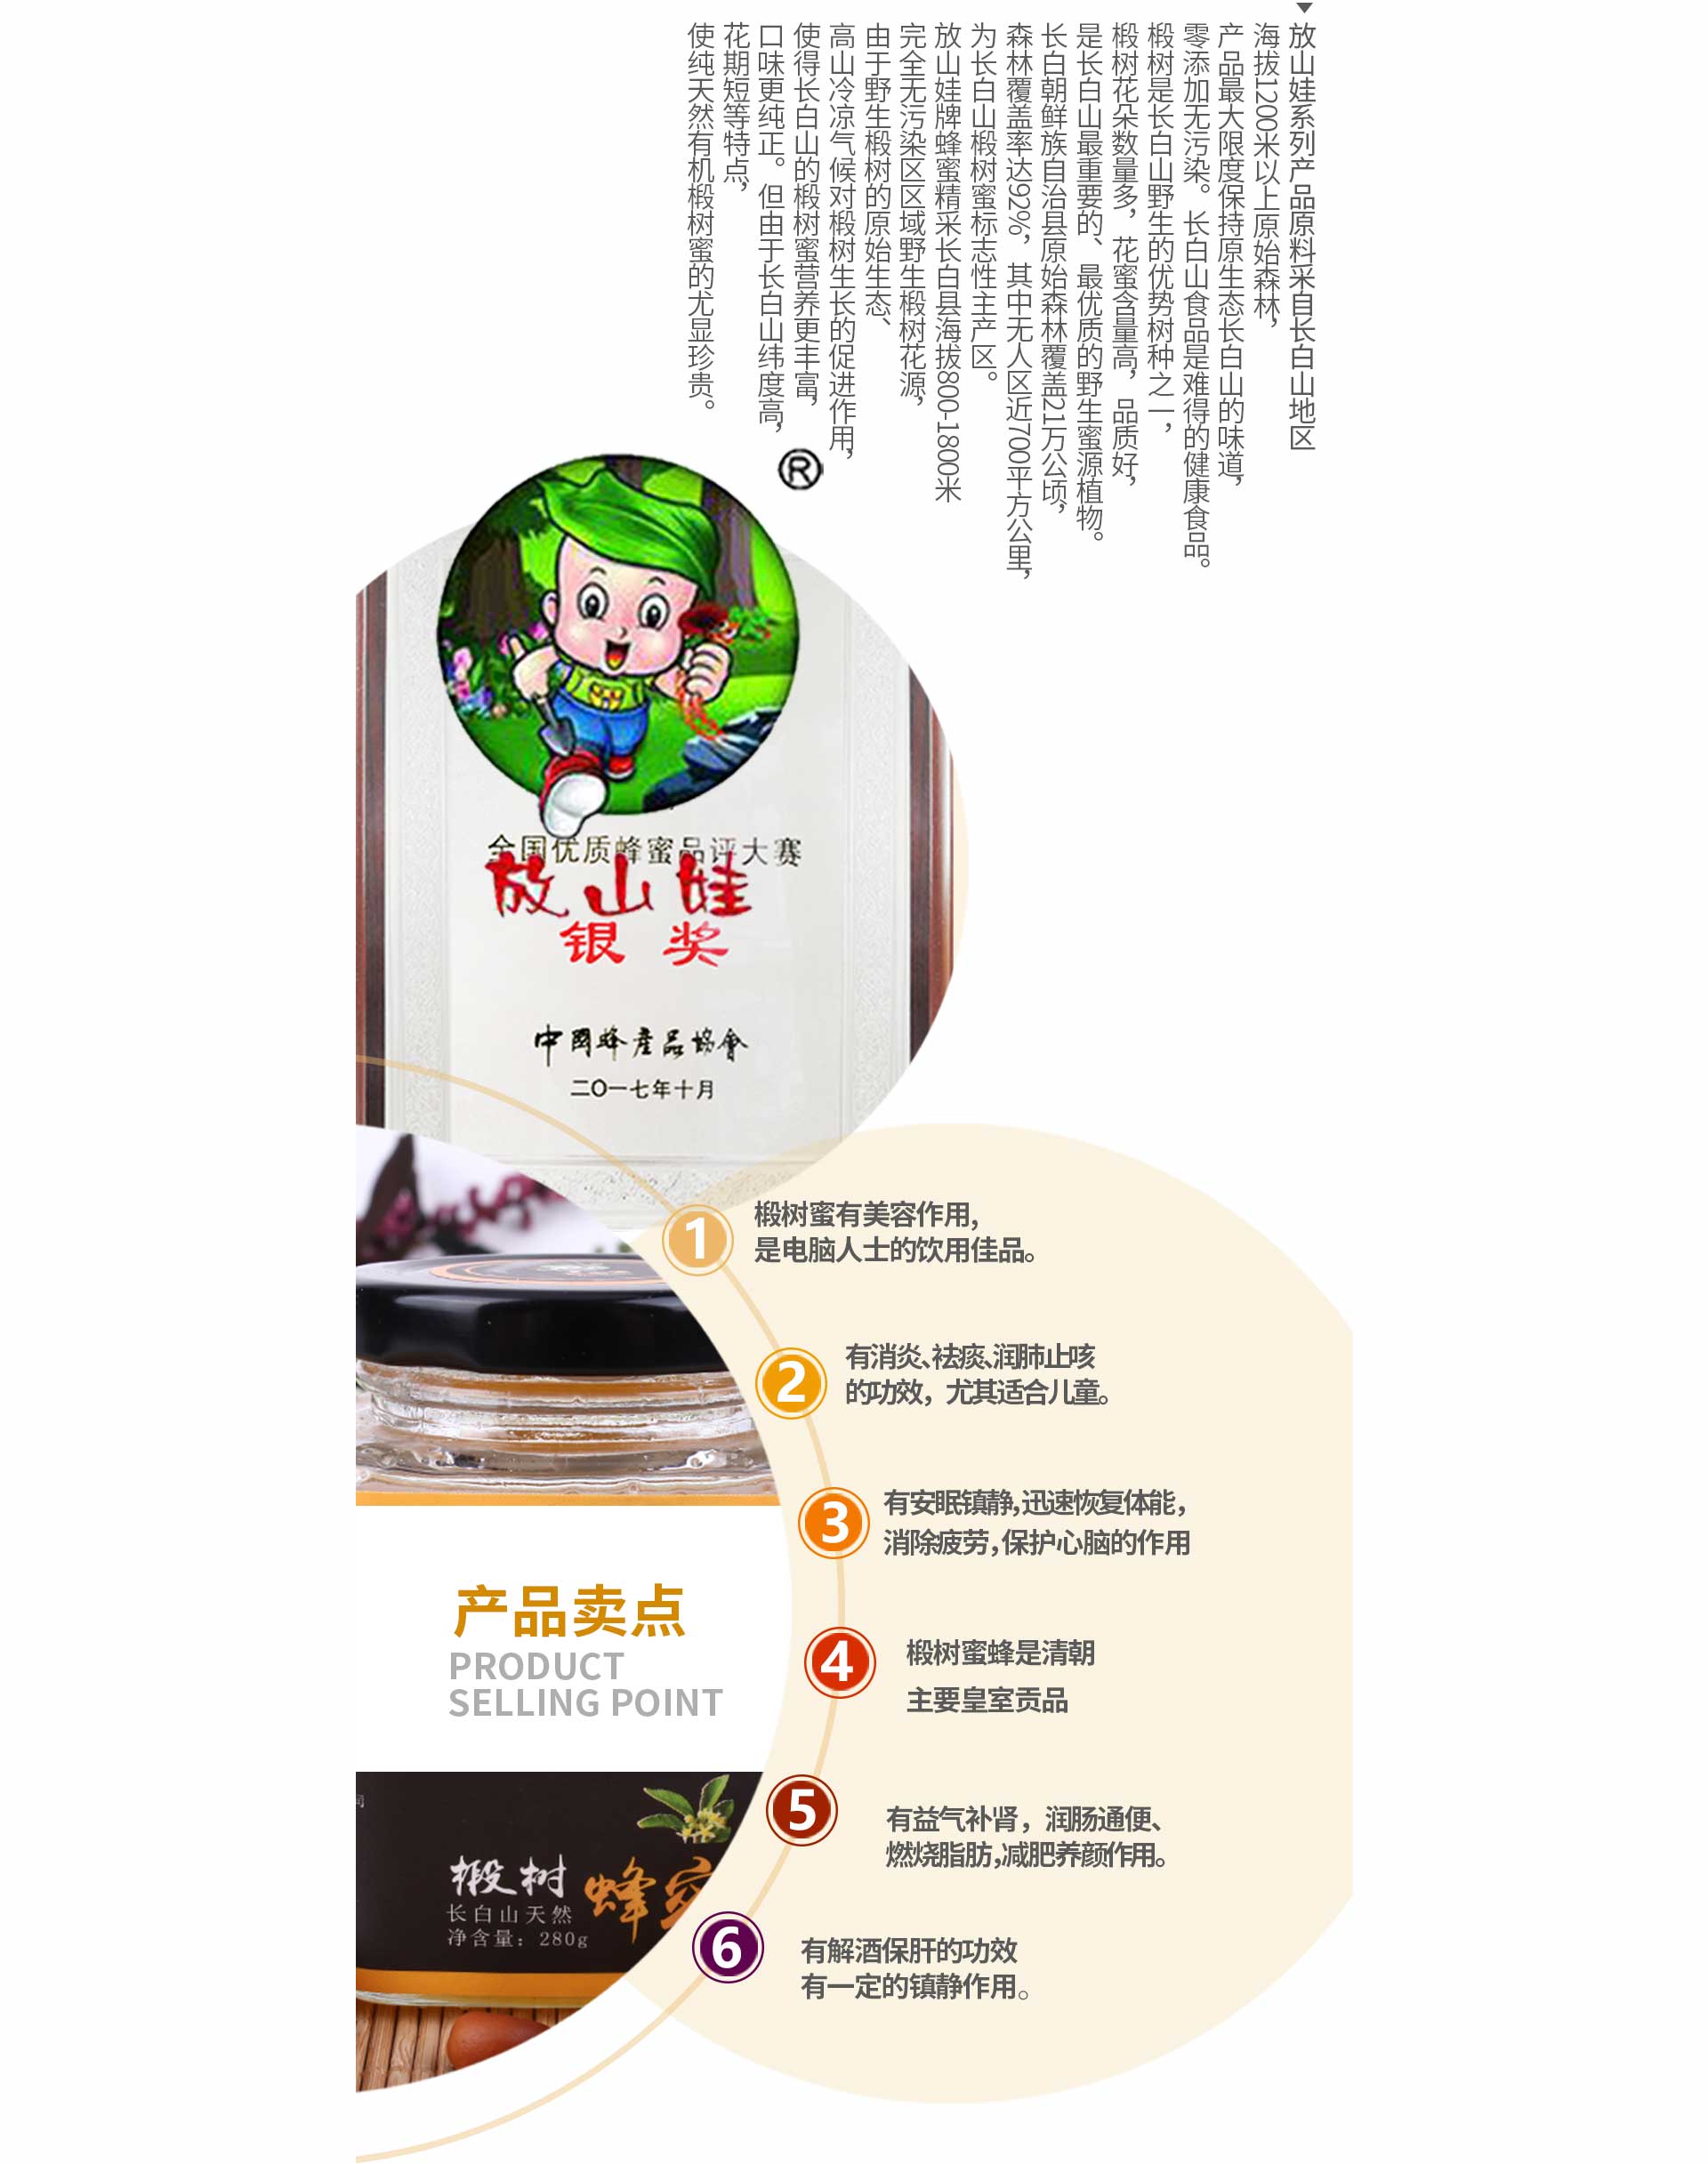 放山娃系列产品原料采自长白山地区
海拔1200米以上原始森林，
产品最大限度保持原生态长白山的味道，
零添加无污染。长白山食品是难得的健康食品。
椴树是长白山野生的优势树种之一，
椴树花朵数量多，花蜜含量高，品质好，
是长白山最重要的、最优质的野生蜜源植物。
长白朝鲜族自治县原始森林覆盖21万公顷，
森林覆盖率达92%，其中无人区近700平方公里，
为长白山椴树蜜标志性主产区。
放山娃牌蜂蜜精采长白县海拔800-1800米
完全无污染区区域野生椴树花源，
由于野生椴树的原始生态、
高山冷凉气候对椴树生长的促进作用，
使得长白山的椴树蜜营养更丰富，
口味更纯正。但由于长白山纬度高，
花期短等特点，
使纯天然有机椴树蜜的尤显珍贵。
®
全国优质蜂蜜品评大赛
放山娃
银奖
中國蜂産品協會
二〇一七年十月
1
椴树蜜有美容作用，
是电脑人士的饮用佳品。
2
有消炎、祛痰、润肺止咳
的功效，尤其适合儿童。
3
有安眠镇静，迅速恢复体能，
消除疲劳，保护心脑的作用
产品卖点
PRODUCT
SELLING POINT
4
椴树蜜蜂是清朝
主要皇室贡品
5
有益气补肾，润肠通便、
燃烧脂肪，减肥养颜作用。
椴树
蜂蜜
长白山天然
净含量：280g
6
有解酒保肝的功效
有一定的镇静作用。